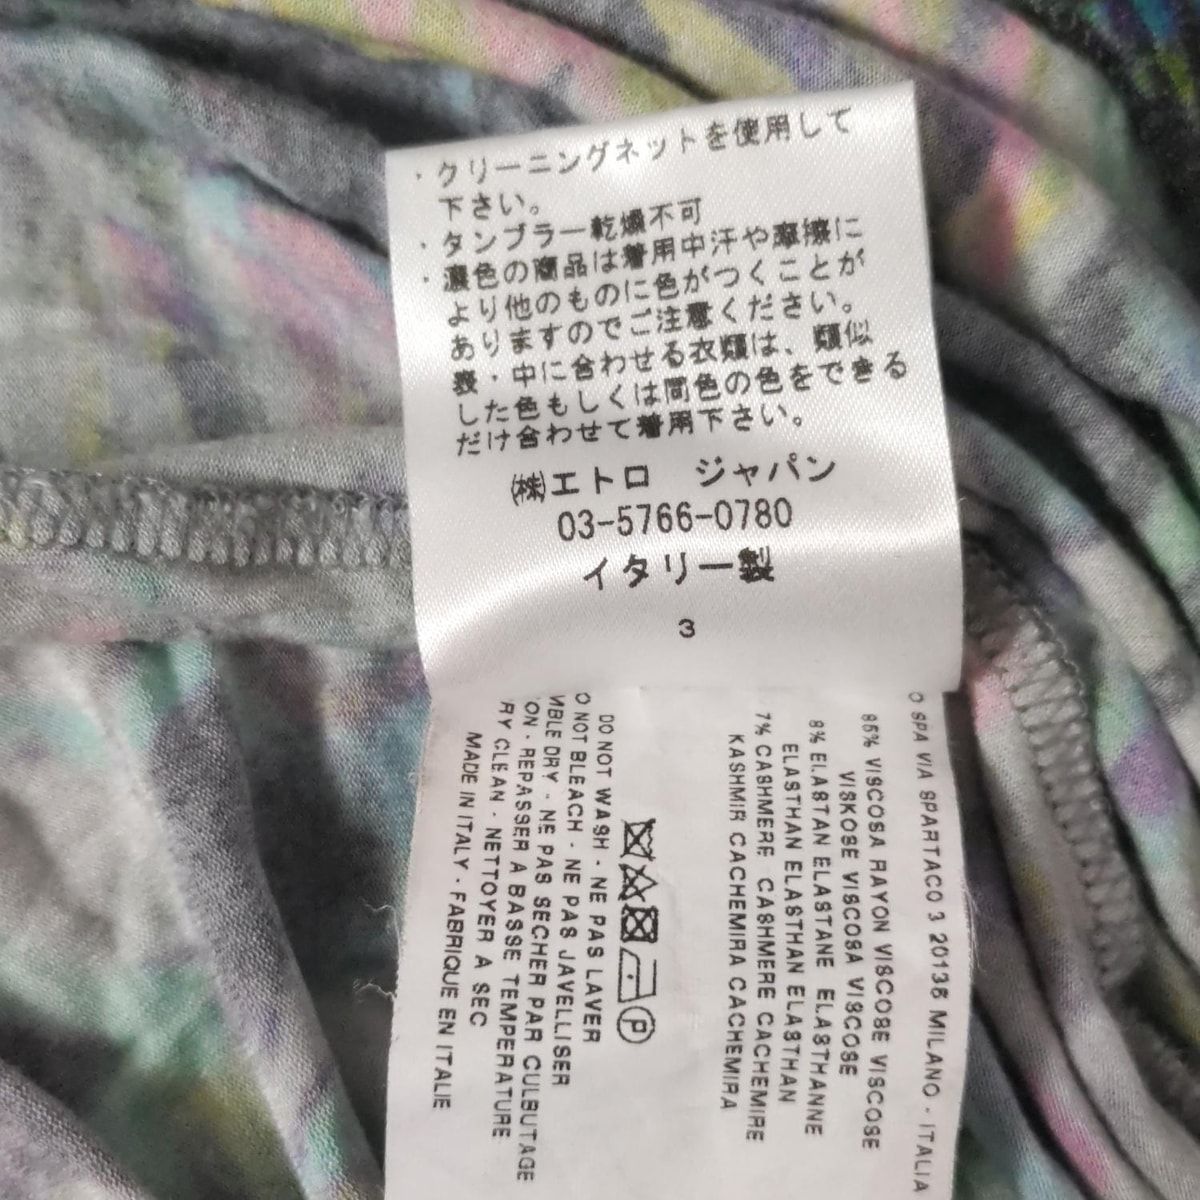 ・クリーニングネットを使用して
下さい。
・タンブラー乾燥不可
・濃色の商品は着用中汗や摩擦に
より他のものに色がつくことが
ありますのでご注意ください。
表・中に合わせる衣類は、類似
した色もしくは同色の色をできる
だけ合わせて着用下さい。
㈱エトロ ジャパン
03-5766-0780
イタリー製
3
O SPA VIA SPARTACO 3 20135 MILANO - ITALIA
85% VISCOSA RAYON VISCOSE VISCOSE
VISKOSE VISCOSA VISCOSE
8% ELASTAN ELASTANE ELASTHANNE
ELASTHAN ELASTHAN ELASTHAN
7% CASHMERE CASHMERE CACHEMIRE
KASHMIR CACHEMIRA CACHEMIRA
P
DO NOT WASH - NE PAS LAVER
O NOT BLEACH - NE PAS JAVELLISER
MBLE DRY - NE PAS SECHER PAR CULBUTAGE
ON - REPASSER A BASSE TEMPERATURE
RY CLEAN - NETTOYER A SEC
MADE IN ITALY - FABRIQUE EN ITALIE